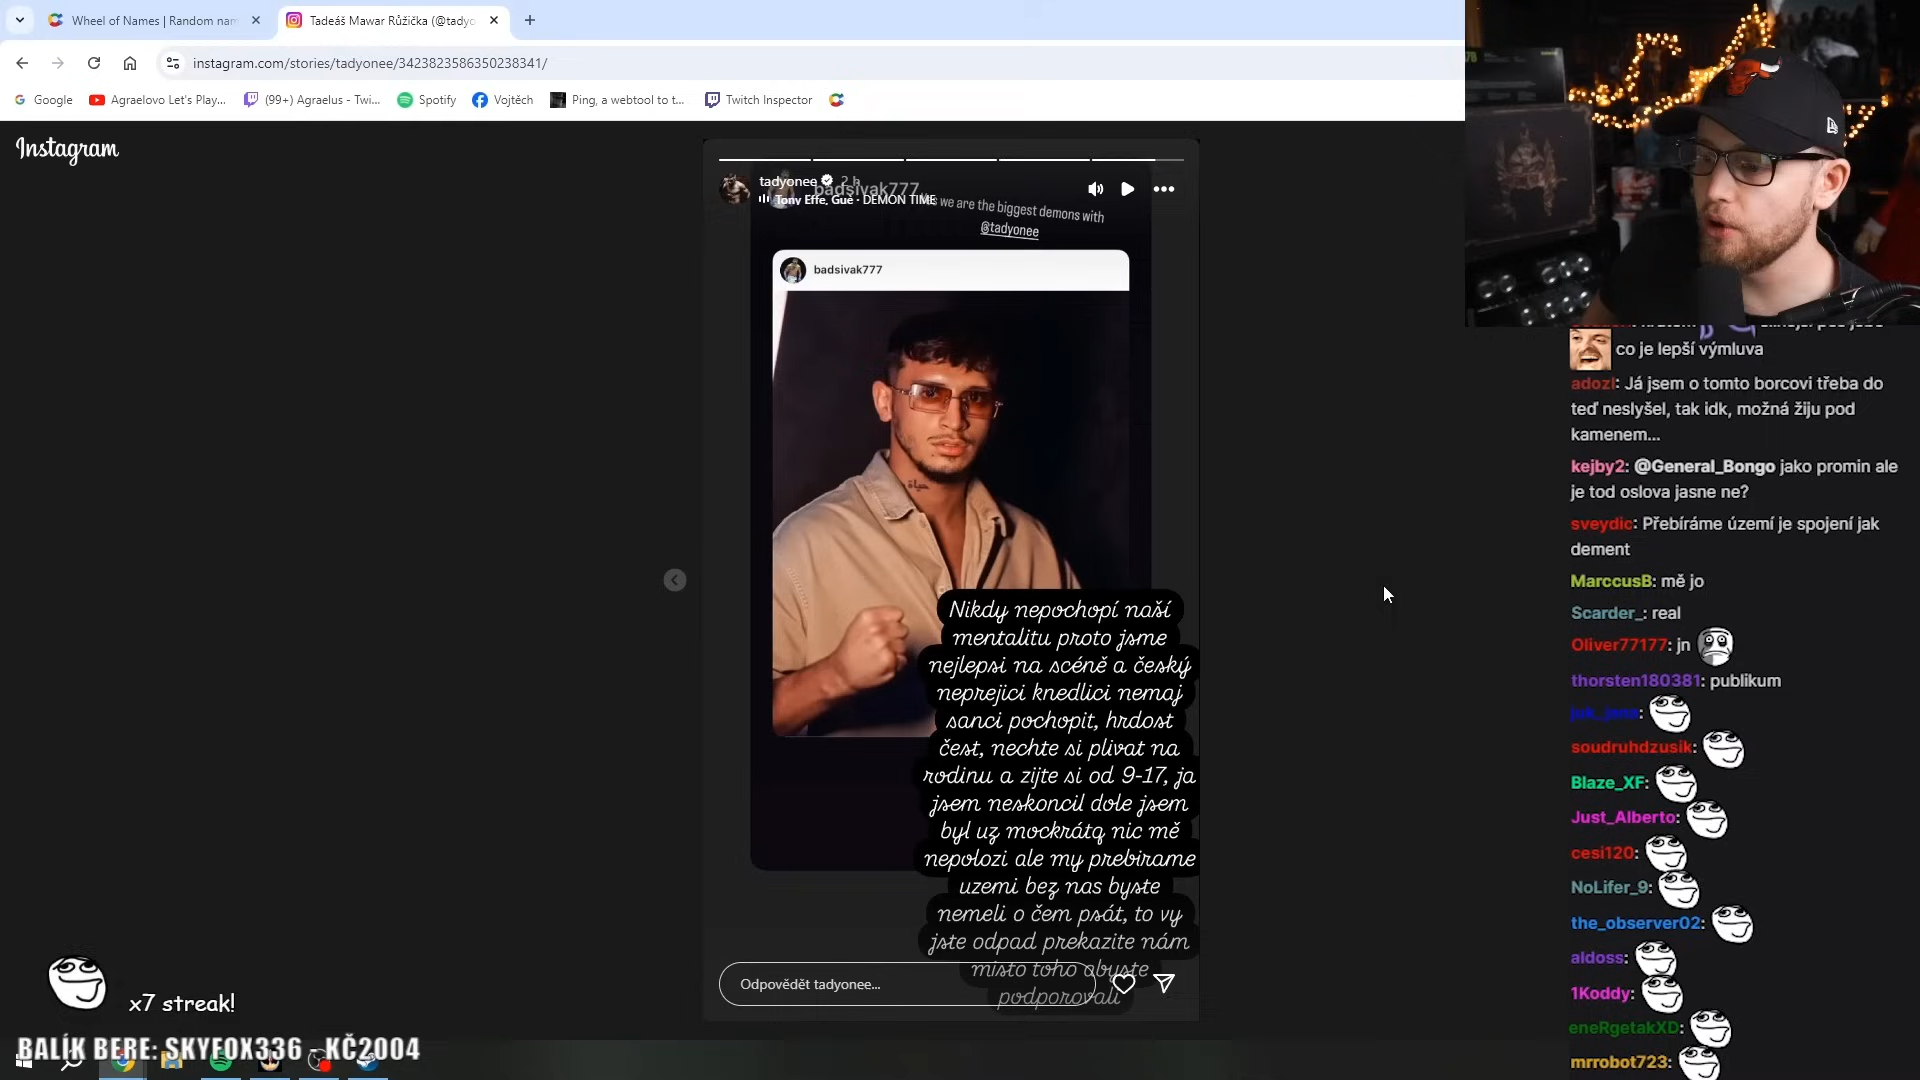 Wheel of Names | Random nam
Tadeáš Mawar Růžička (@tadyo
instagram.com/stories/tadyonee/3423823586350238341/
Google
Agraelovo Let's Play...
(99+) Agraelus - Twi...
Spotify
Vojtěch
Ping, a webtool to t...
Twitch Inspector
Instagram
tadyonee 2 h
badsivak777
Tony Effe, Guè · DEMON TIME
we are the biggest demons with
@tadyonee
badsivak777
حياة
Nikdy nepochopí naší
mentalitu proto jsme
nejlepsi na scéně a český
neprejici knedlici nemaj
sanci pochopit, hrdost
čest, nechte si plivat na
rodinu a zijte si od 9-17, ja
jsem neskoncil dole jsem
byl uz mockrátq nic mě
nepolozi ale my prebirame
uzemi bez nas byste
nemeli o čem psát, to vy
jste odpad prekazite nám
misto toho abyste
podporovali
Odpovědět tadyonee...
co je lepší výmluva
adozl: Já jsem o tomto borcovi třeba do
teď neslyšel, tak idk, možná žiju pod
kamenem...
kejby2: @General_Bongo jako promin ale
je tod oslova jasne ne?
sveydic: Přebíráme území je spojení jak
dement
MarccusB: mě jo
Scarder_: real
Oliver77177: jn
thorsten180381: publikum
soudruhdzusik:
Blaze_XF:
Just_Alberto:
cesi120:
NoLifer_9:
the_observer02:
aldoss:
1Koddy:
eneRgetakXD:
mrrobot723:
x7 streak!
BALÍK BERE: SKYFOX336 - KČ2004